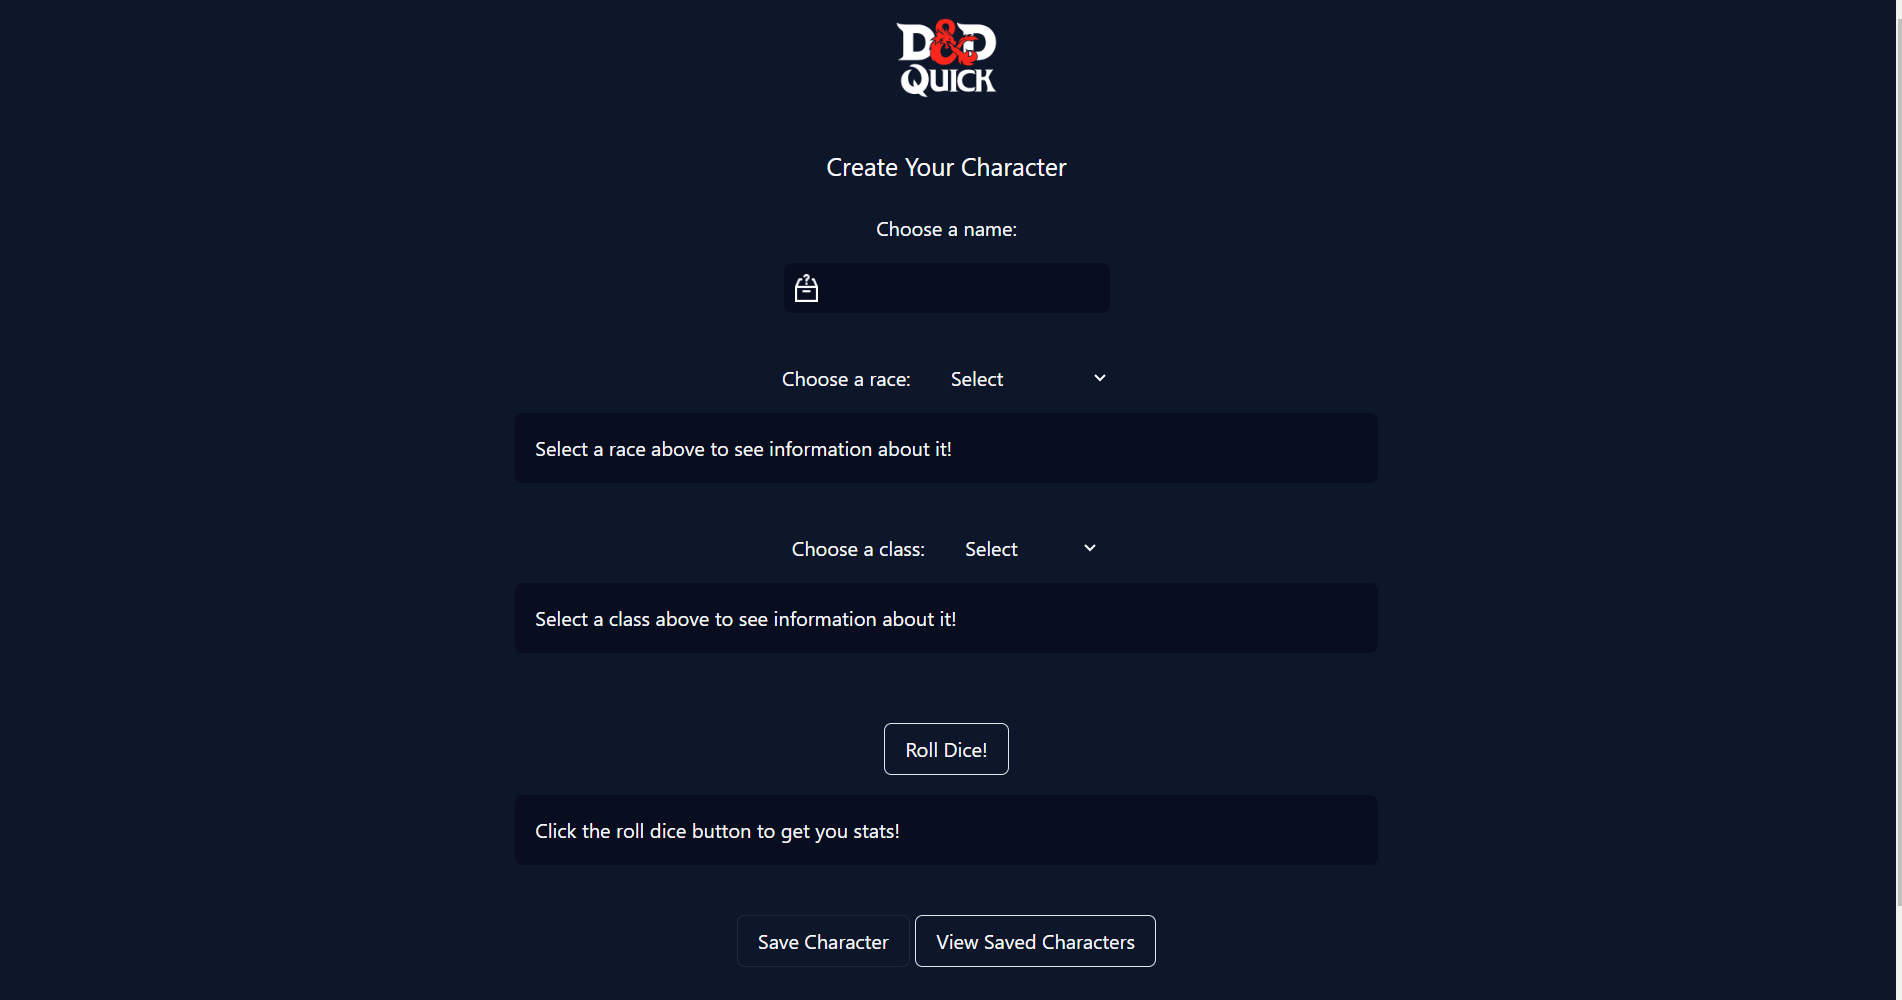 D&D
QUICK
Create Your Character
Choose a name:
Choose a race: Select
Select a race above to see information about it!
Choose a class: Select
Select a class above to see information about it!
Roll Dice!
Click the roll dice button to get you stats!
Save Character View Saved Characters